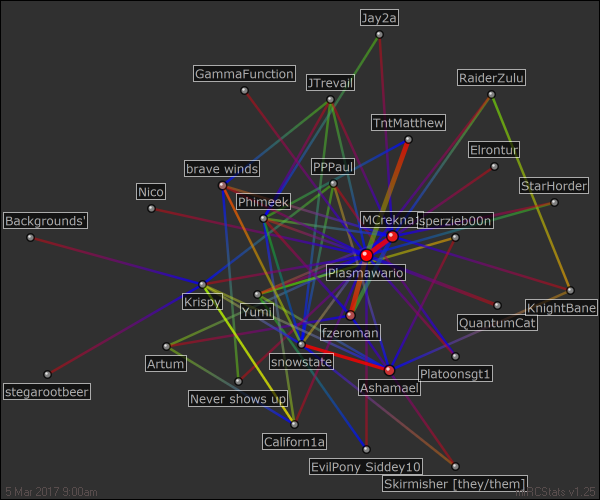 Jay2a
GammaFunction
JTrevail
RaiderZulu
TntMatthew
Elrontur
brave winds
PPPaul
StarHorder
Nico
Phimeek
MCrekna
sperzieb00n
Backgrounds'
Plasmawario
Krispy
Yumi
KnightBane
fzeroman
QuantumCat
Artum
snowstate
Platoonsgt1
stegarootbeer
Ashamael
Never shows up
Californ1a
EvilPony Siddey10
Skirmisher [they/them]
5 Mar 2017 9:00am
v1.25